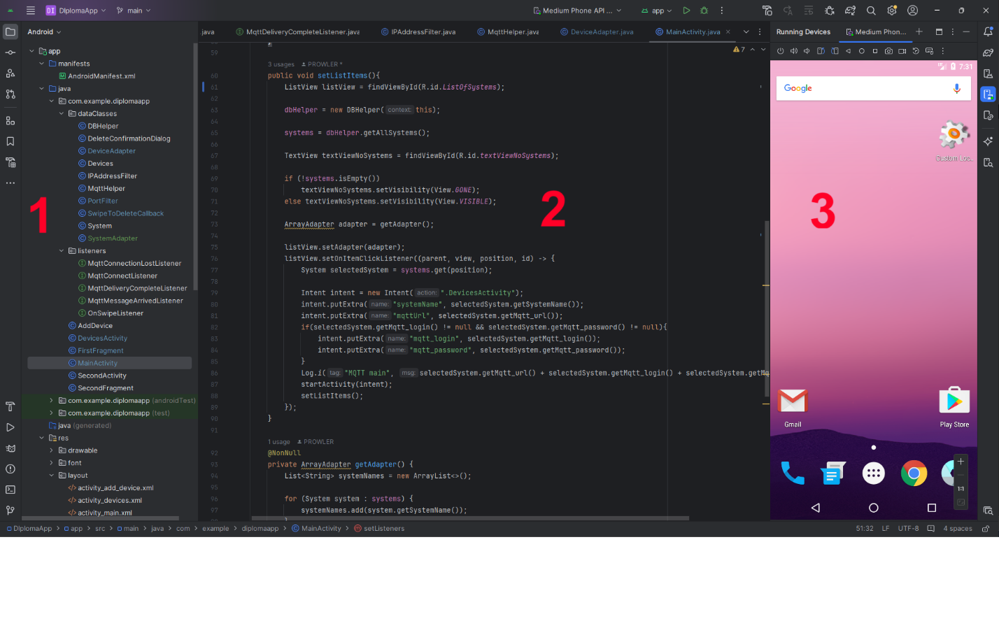 DI DIplomaApp main Medium Phone API ... app
Android
app
manifests
AndroidManifest.xml
java
com.example.diplomaapp
dataClasses
DBHelper
DeleteConfirmationDialog
DeviceAdapter
Devices
IPAddressFilter
MqttHelper
PortFilter
SwipeToDeleteCallback
System
SystemAdapter
listeners
MqttConnectionLostListener
MqttConnectListener
MqttDeliveryCompleteListener
MqttMessageArrivedListener
OnSwipeListener
AddDevice
DevicesActivity
FirstFragment
MainActivity
SecondActivity
SecondFragment
com.example.diplomaapp (androidTest)
com.example.diplomaapp (test)
java (generated)
res
drawable
font
layout
activity_add_device.xml
activity_devices.xml
activity_main.xml
1
.java MqttDeliveryCompleteListener.java IPAddressFilter.java MqttHelper.java DeviceAdapter.java MainActivity.java
7
59 }
3 usages PROWLER *
60 public void setListItems(){
61 ListView listView = findViewById(R.id.ListOfSystems);
62
63 dbHelper = new DBHelper( context: this);
64
65 systems = dbHelper.getAllSystems();
66
67 TextView textViewNoSystems = findViewById(R.id.textViewNoSystems);
68
69 if (!systems.isEmpty())
70 textViewNoSystems.setVisibility(View.GONE);
71 else textViewNoSystems.setVisibility(View.VISIBLE);
72
73 ArrayAdapter adapter = getAdapter();
74
75 listView.setAdapter(adapter);
76 listView.setOnItemClickListener((parent, view, position, id) -> {
77 System selectedSystem = systems.get(position);
78
79 Intent intent = new Intent( action: ".DevicesActivity");
80 intent.putExtra( name: "systemName", selectedSystem.getSystemName());
81 intent.putExtra( name: "mqttUrl", selectedSystem.getMqtt_url());
82 if(selectedSystem.getMqtt_login() != null && selectedSystem.getMqtt_password() != null){
83 intent.putExtra( name: "mqtt_login", selectedSystem.getMqtt_login());
84 intent.putExtra( name: "mqtt_password", selectedSystem.getMqtt_password());
85 }
86 Log.i( tag: "MQTT main", msg: selectedSystem.getMqtt_url() + selectedSystem.getMqtt_login() + selectedSystem.getMq
87 startActivity(intent);
88 setListItems();
89 });
90 }
91
1 usage PROWLER
92 @NonNull
93 private ArrayAdapter getAdapter() {
94 List<String> systemNames = new ArrayList<>();
95
96 for (System system : systems) {
97 systemNames.add(system.getSystemName());
2
Running Devices Medium Phon...
7:31
Google
Custom Loc..
3
Gmail
Play Store
1:1
DIplomaApp > app > src > main > java > com > example > diplomaapp > MainActivity > setListeners
51:32 LF UTF-8 4 spaces